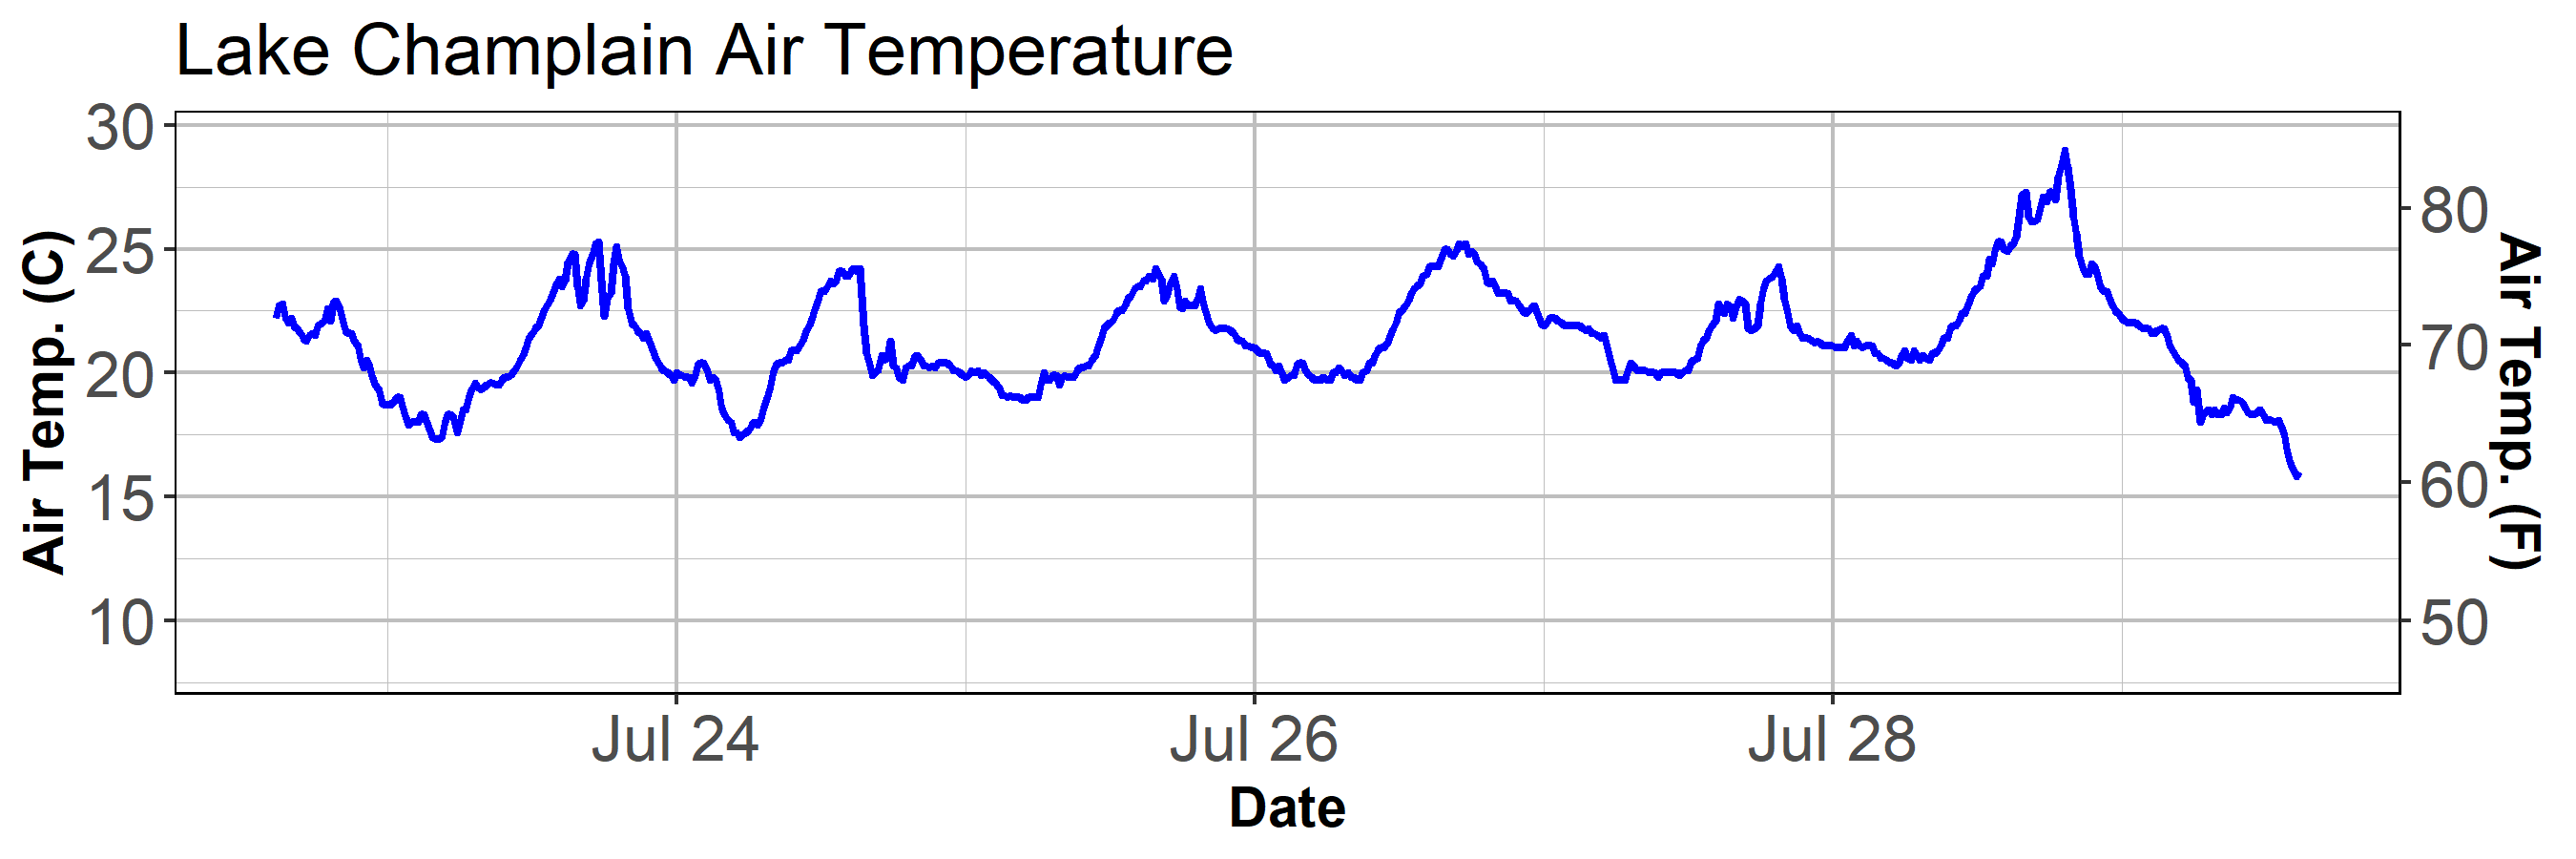 Lake Champlain Air Temperature
30
25
20
15
10
Air Temp. (C)
80
70
60
50
Air Temp. (F)
Jul 24 Jul 26 Jul 28
Date